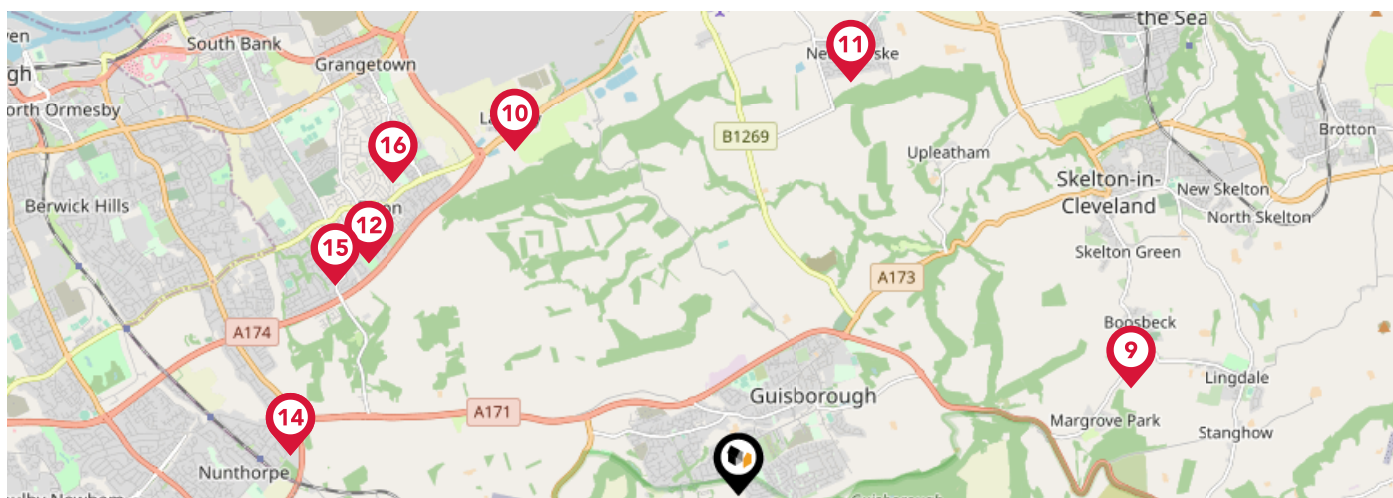 the Sea
South Bank
Grangetown
11
10
North Ormesby
B1269
Brotton
16
Upleatham
Skelton-in-
Cleveland
New Skelton
North Skelton
Berwick Hills
12
15
Skelton Green
A173
A174
Boosbeck
9
Lingdale
Guisborough
A171
14
Margrove Park
Stanghow
Nunthorpe